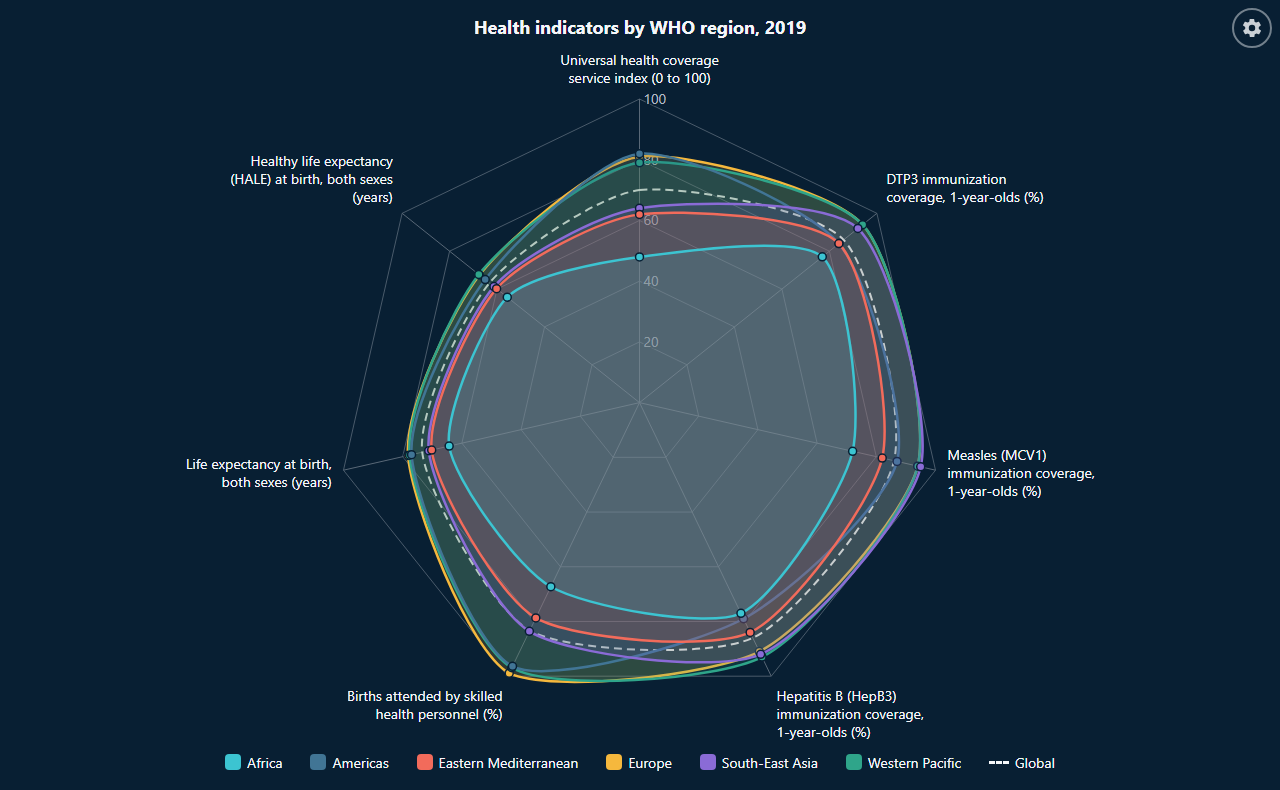 Health indicators by WHO region, 2019
Universal health coverage
service index (0 to 100)
100
80
60
40
20
Healthy life expectancy
(HALE) at birth, both sexes
(years)
DTP3 immunization
coverage, 1-year-olds (%)
Life expectancy at birth,
both sexes (years)
Measles (MCV1)
immunization coverage,
1-year-olds (%)
Births attended by skilled
health personnel (%)
Hepatitis B (HepB3)
immunization coverage,
1-year-olds (%)
Africa
Americas
Eastern Mediterranean
Europe
South-East Asia
Western Pacific
Global